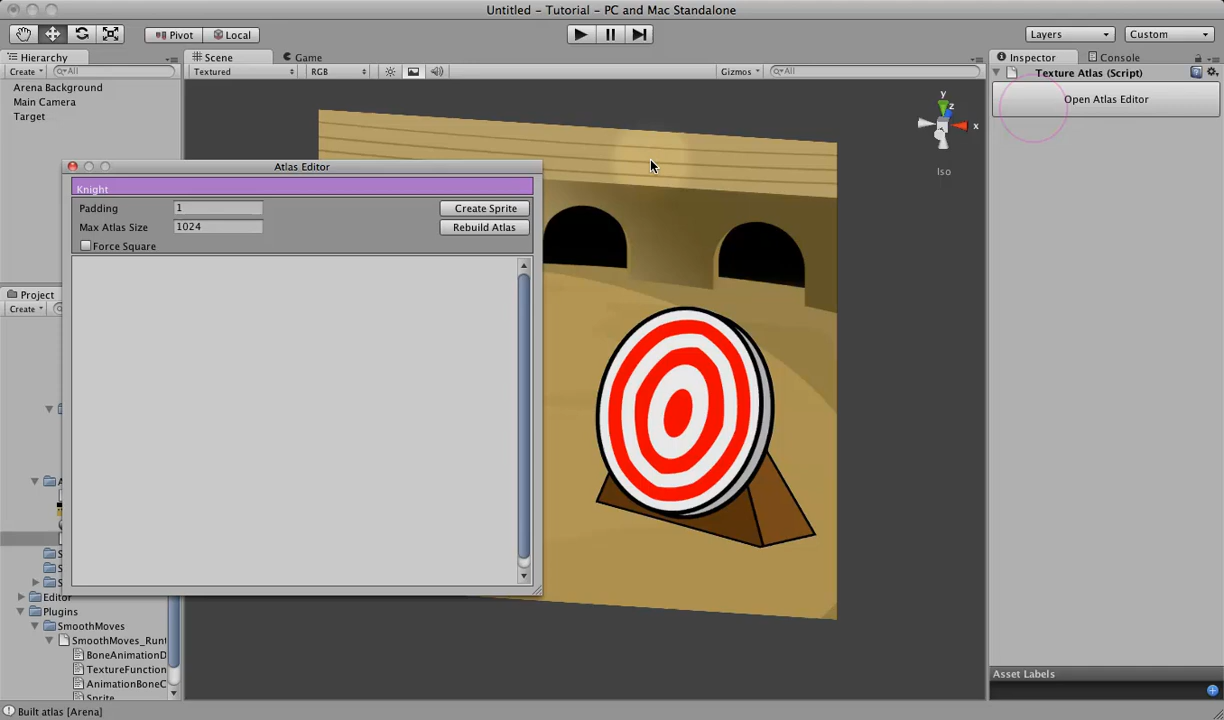 Untitled – Tutorial – PC and Mac Standalone
Pivot Local Layers Custom
Hierarchy Scene Game Inspector Console
Create All Textured RGB Gizmos All Texture Atlas (Script)
Arena Background
Main Camera
Target
Open Atlas Editor
y
z
x
Iso
Atlas Editor
Knight
Padding 1 Create Sprite
Max Atlas Size 1024 Rebuild Atlas
Force Square
Project
Create
Editor
Plugins
SmoothMoves
SmoothMoves_Runt
BoneAnimationD
TextureFunction
AnimationBoneC
Sprite
Asset Labels
Built atlas [Arena]